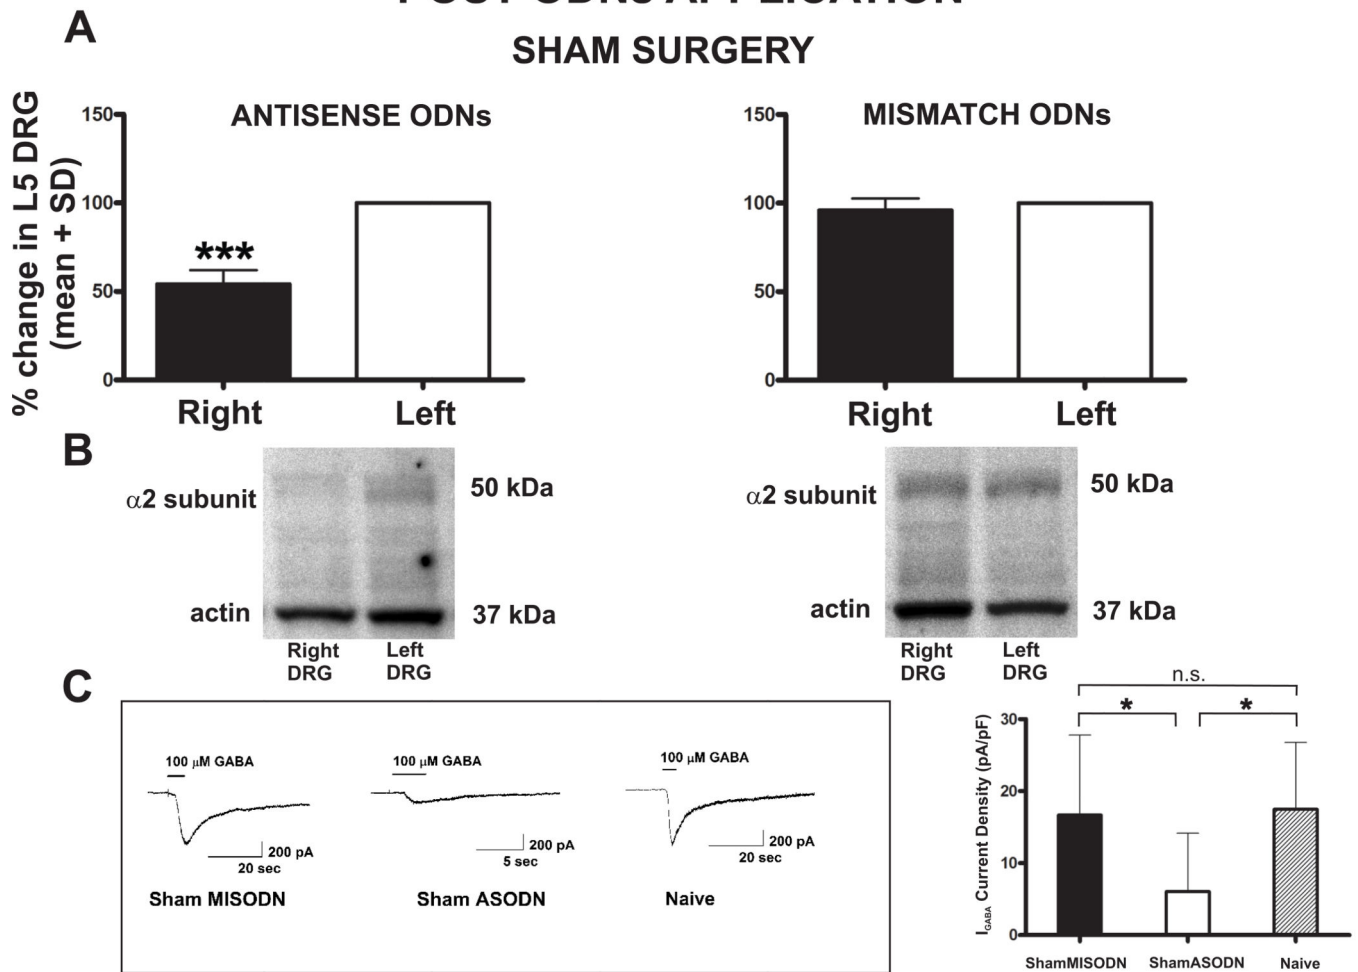 POST ODNs APPLICATION
A
SHAM SURGERY
% change in L5 DRG
(mean + SD)
ANTISENSE ODNs
150
100
50
0
***
Right
Left
MISMATCH ODNs
150
100
50
0
Right
Left
B
α2 subunit
50 kDa
actin
37 kDa
Right
DRG
Left
DRG
α2 subunit
50 kDa
actin
37 kDa
Right
DRG
Left
DRG
C
100 μM GABA
200 pA
20 sec
Sham MISODN
100 μM GABA
200 pA
5 sec
Sham ASODN
100 μM GABA
200 pA
20 sec
Naive
n.s.
*
*
IGABA Current Density (pA/pF)
30
20
10
0
ShamMISODN
ShamASODN
Naive